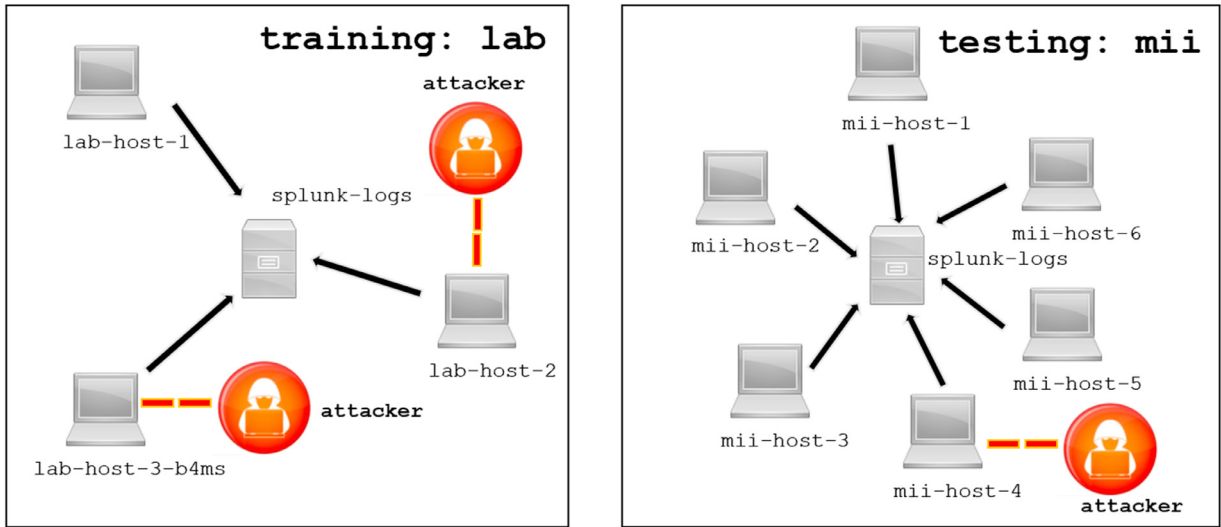 training: lab
attacker
lab-host-1
splunk-logs
lab-host-2
attacker
lab-host-3-b4ms
testing: mii
mii-host-1
mii-host-2
mii-host-6
splunk-logs
mii-host-5
mii-host-3
mii-host-4
attacker